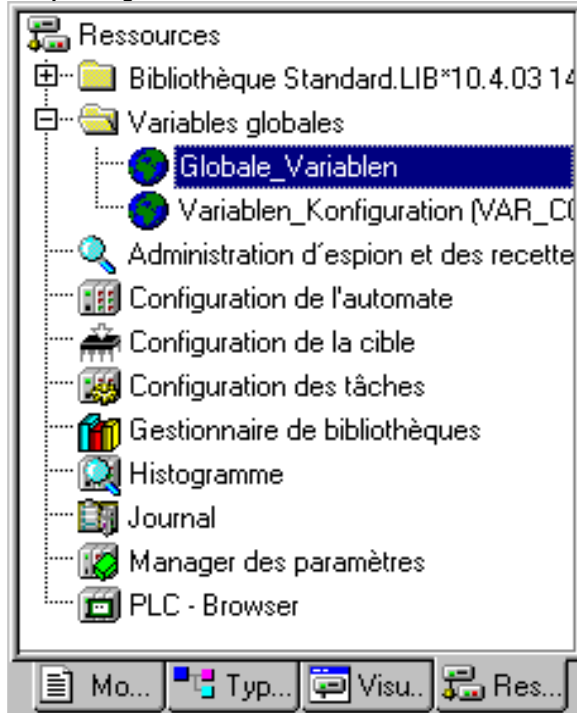 Ressources
Bibliothèque Standard.LIB*10.4.03 14
Variables globales
Globale_Variablen
Variablen_Konfiguration (VAR_CO
Administration d´espion et des recette
Configuration de l'automate
Configuration de la cible
Configuration des tâches
Gestionnaire de bibliothèques
Histogramme
Journal
Manager des paramètres
PLC - Browser
Mo... Typ... Visu.. Res...